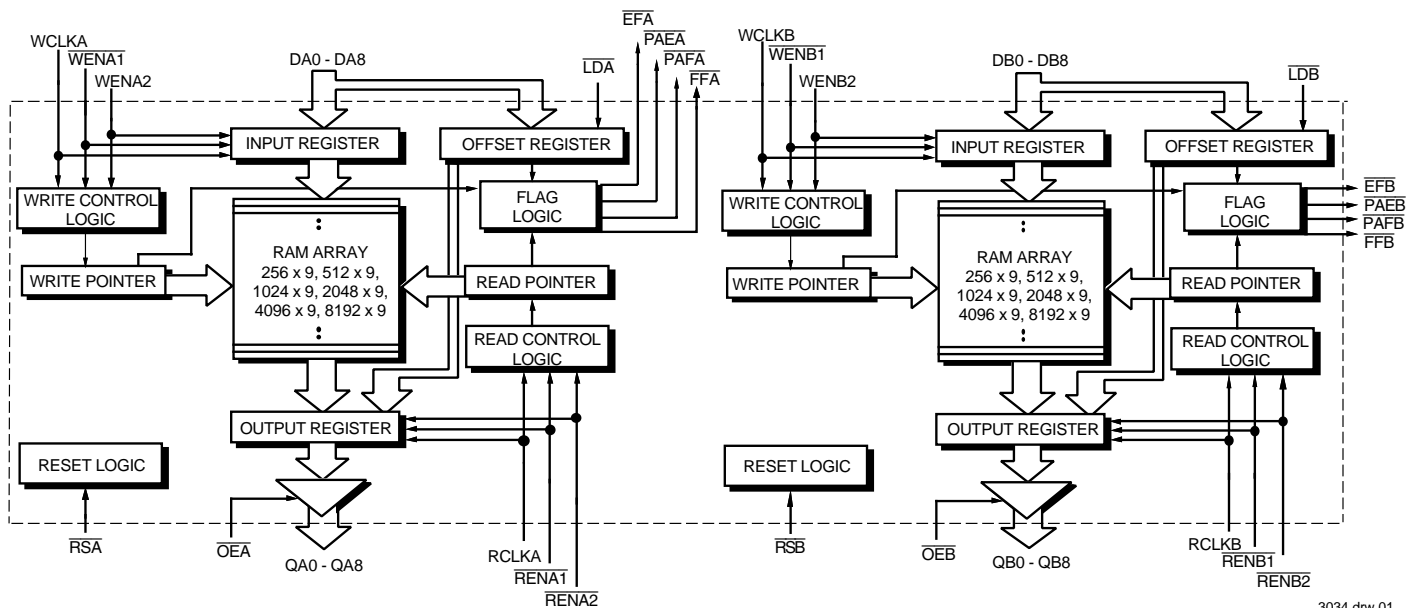 WCLKA
WENA1
WENA2
DA0 - DA8
LDA
EFA
PAEA
PAFA
FFA
INPUT REGISTER
OFFSET REGISTER
WRITE CONTROL
LOGIC
FLAG
LOGIC
RAM ARRAY
256 x 9, 512 x 9,
1024 x 9, 2048 x 9,
4096 x 9, 8192 x 9
WRITE POINTER
READ POINTER
READ CONTROL
LOGIC
OUTPUT REGISTER
RESET LOGIC
RSA
OEA
QA0 - QA8
RCLKA
RENA1
RENA2
WCLKB
WENB1
WENB2
DB0 - DB8
LDB
INPUT REGISTER
OFFSET REGISTER
WRITE CONTROL
LOGIC
FLAG
LOGIC
EFB
PAEB
PAFB
FFB
RAM ARRAY
256 x 9, 512 x 9,
1024 x 9, 2048 x 9,
4096 x 9, 8192 x 9
WRITE POINTER
READ POINTER
READ CONTROL
LOGIC
OUTPUT REGISTER
RESET LOGIC
RSB
OEB
QB0 - QB8
RCLKB
RENB1
RENB2
3034 drw 01